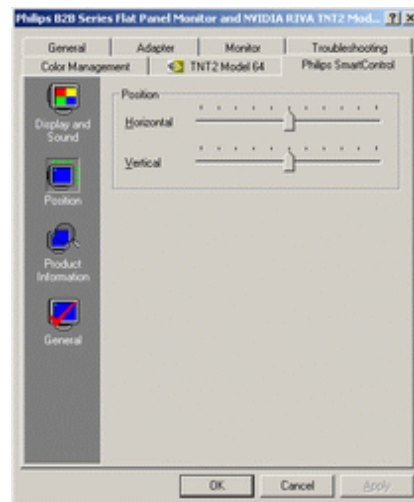 Philips B2B Series Flat Panel Monitor and NVIDIA RIVA TNT2 Mod...
General Adapter Monitor Troubleshooting
Color Management TNT2 Model 64 Philips SmartControl
Display and
Sound
Position
Product
Information
General
Position
Horizontal
Vertical
OK Cancel Apply